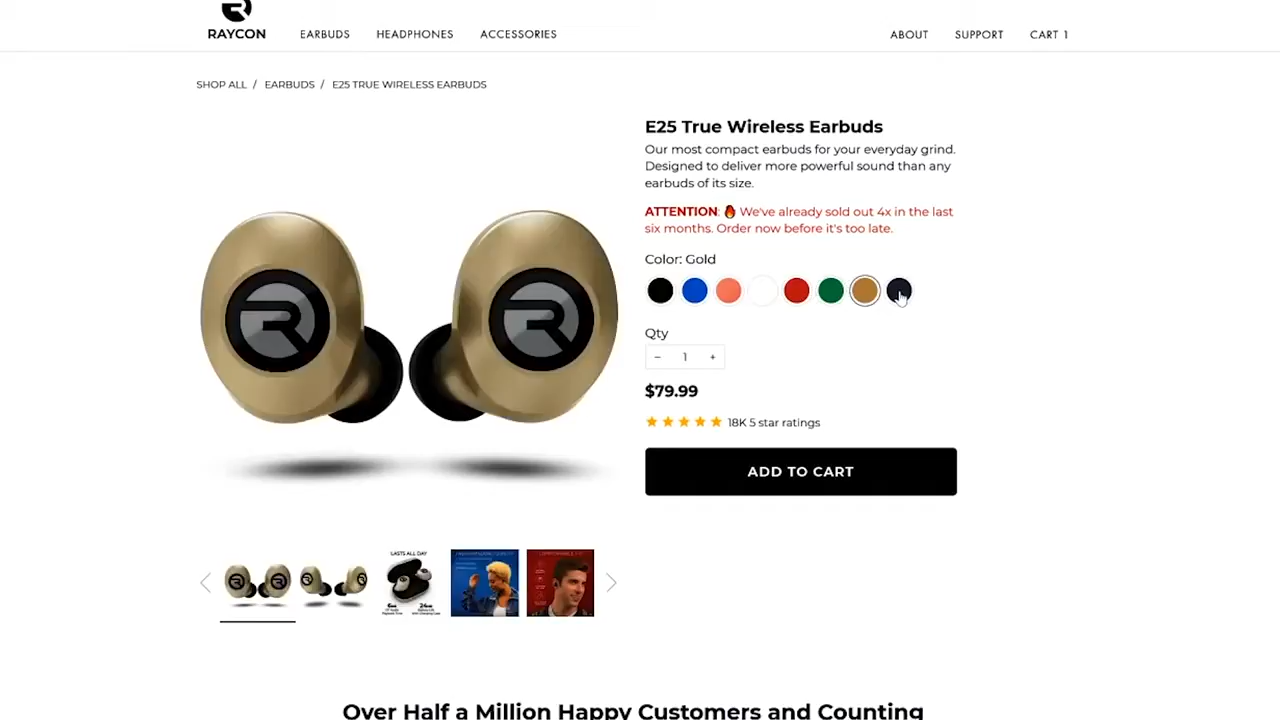 RAYCON
EARBUDS
HEADPHONES
ACCESSORIES
ABOUT
SUPPORT
CART 1
SHOP ALL / EARBUDS / E25 TRUE WIRELESS EARBUDS
E25 True Wireless Earbuds
Our most compact earbuds for your everyday grind.
Designed to deliver more powerful sound than any
earbuds of its size.
ATTENTION: 🔥 We've already sold out 4x in the last
six months. Order now before it's too late.
Color: Gold
Qty
− 1 +
$79.99
18K 5 star ratings
ADD TO CART
LASTS ALL DAY
Over Half a Million Happy Customers and Counting